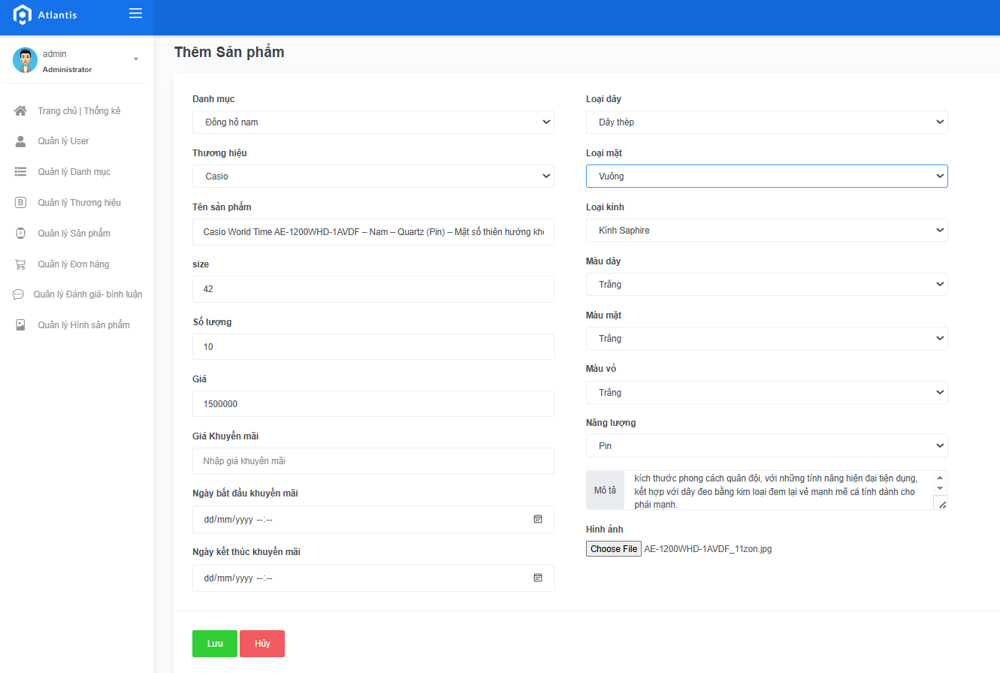 Atlantis
admin
Administrator
Trang chủ | Thống kê
Quản lý User
Quản lý Danh mục
Quản lý Thương hiệu
Quản lý Sản phẩm
Quản lý Đơn hàng
Quản lý Đánh giá- bình luận
Quản lý Hình sản phẩm
Thêm Sản phẩm
Danh mục
Đồng hồ nam
Thương hiệu
Casio
Tên sản phẩm
Casio World Time AE-1200WHD-1AVDF – Nam – Quartz (Pin) – Mặt số thiên hướng
size
42
Số lượng
10
Giá
1500000
Giá Khuyến mãi
Nhập giá khuyến mãi
Ngày bắt đầu khuyến mãi
dd/mm/yyyy --:--
Ngày kết thúc khuyến mãi
dd/mm/yyyy --:--
Loại dây
Dây thép
Loại mặt
Vuông
Loại kính
Kính Saphire
Màu dây
Trắng
Màu mặt
Trắng
Màu vỏ
Trắng
Năng lượng
Pin
Mô tả
kích thước phong cách quân đội, với những tính năng hiện đại tiện dụng,
kết hợp với dây đeo bằng kim loại đem lại vẻ mạnh mẽ cá tính dành cho
phái mạnh.
Hình ảnh
Choose File AE-1200WHD-1AVDF_11zon.jpg
Lưu
Hủy